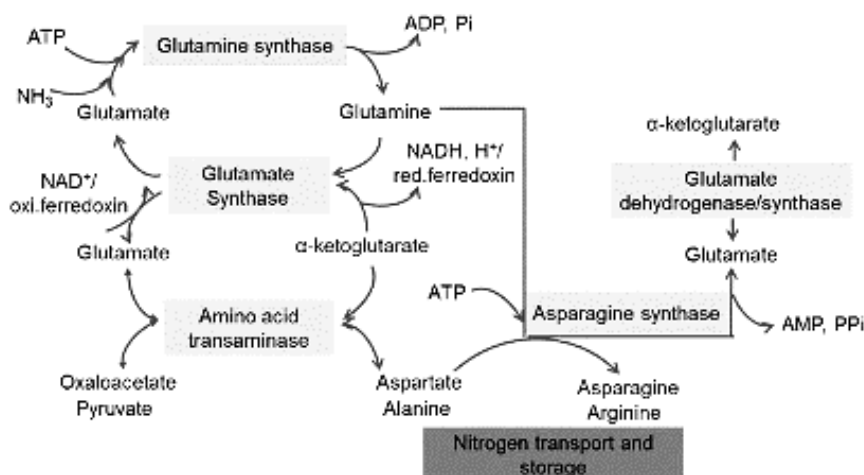 ATP
Glutamine synthase
ADP, Pi
NH₃
Glutamate
Glutamine
α-ketoglutarate
NAD⁺/
oxi.ferredoxin
Glutamate
Synthase
NADH, H⁺/
red.ferredoxin
Glutamate
dehydrogenase/synthase
Glutamate
α-ketoglutarate
Glutamate
ATP
Amino acid
transaminase
Asparagine synthase
AMP, PPi
Oxaloacetate
Pyruvate
Aspartate
Alanine
Asparagine
Arginine
Nitrogen transport and
storage